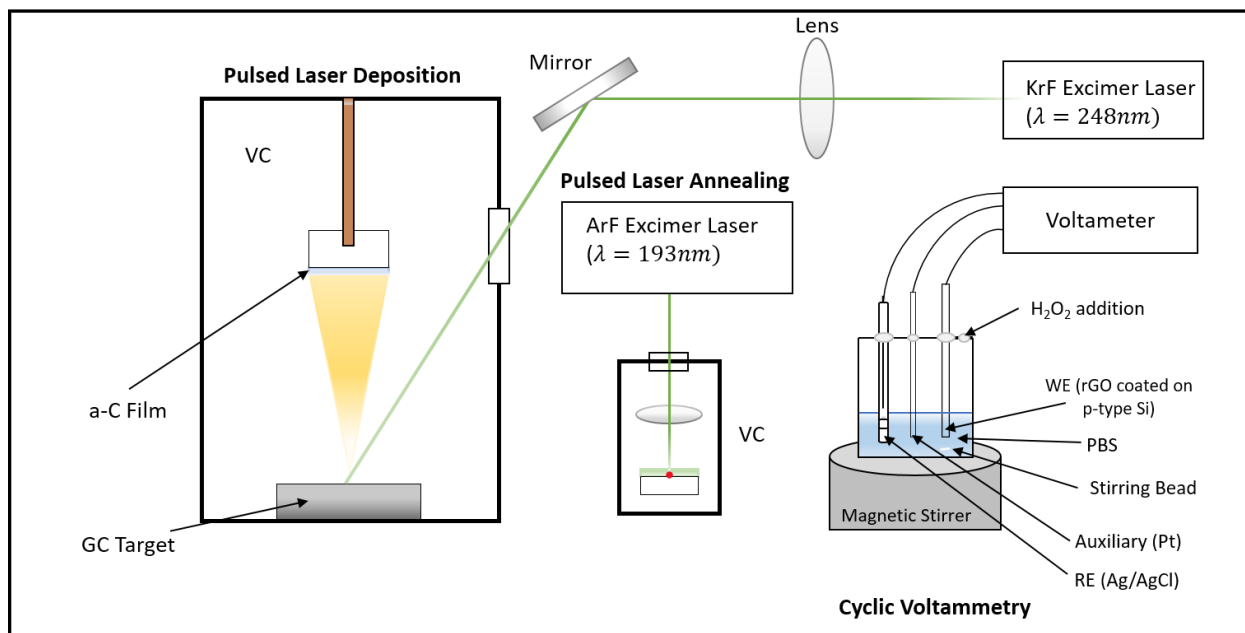 Lens
Mirror
Pulsed Laser Deposition
KrF Excimer Laser
(λ = 248nm)
VC
Pulsed Laser Annealing
ArF Excimer Laser
(λ = 193nm)
Voltameter
H₂O₂ addition
WE (rGO coated on
p-type Si)
a-C Film
VC
PBS
Stirring Bead
Magnetic Stirrer
GC Target
Auxiliary (Pt)
RE (Ag/AgCl)
Cyclic Voltammetry